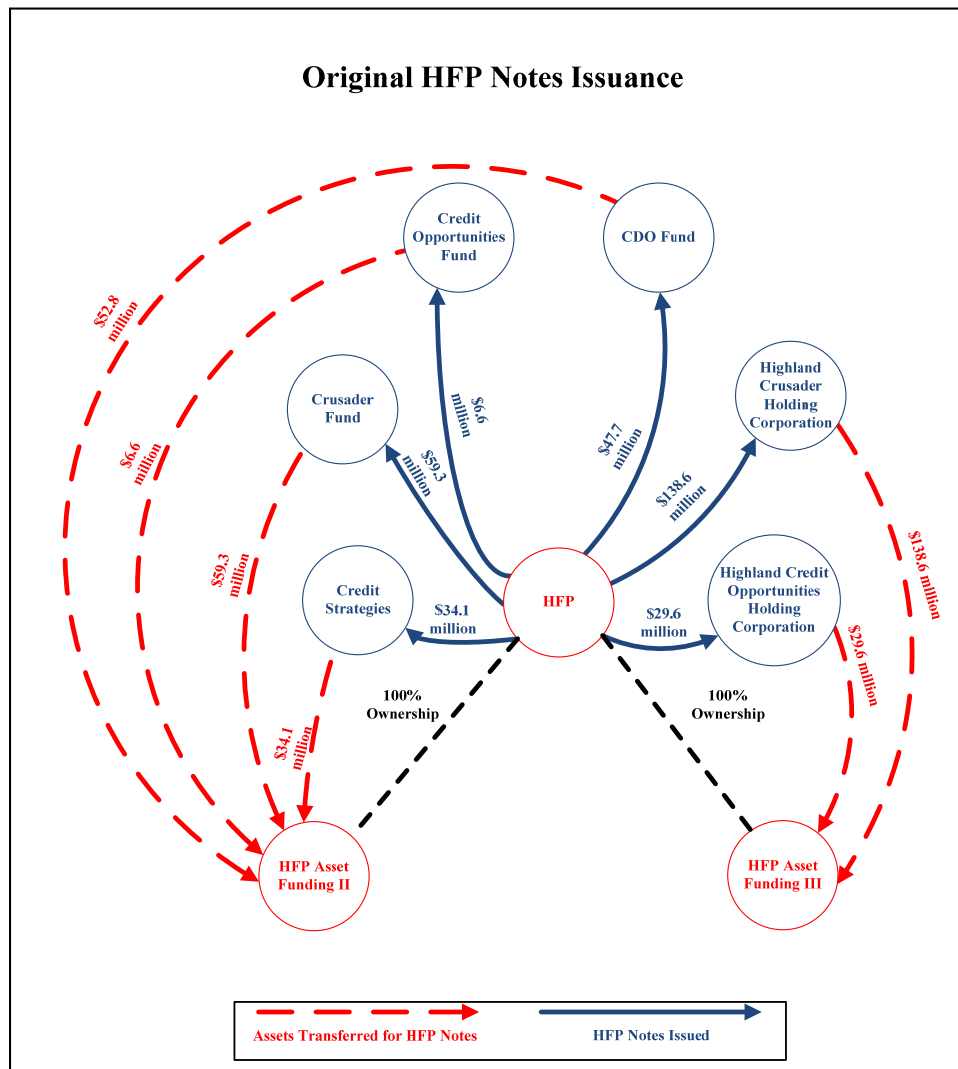 Original HFP Notes Issuance
Credit
Opportunities
Fund
CDO Fund
$52.8
million
Highland
Crusader
Holding
Corporation
Crusader
Fund
$6.6
million
$6.6
million
$47.7
million
$59.3
million
$138.6
million
$59.3
million
Credit
Strategies
$34.1
million
HFP
$29.6
million
Highland Credit
Opportunities
Holding
Corporation
$138.6 million
$29.6 million
100%
Ownership
100%
Ownership
$34.1
million
HFP Asset
Funding II
HFP Asset
Funding III
Assets Transferred for HFP Notes
HFP Notes Issued